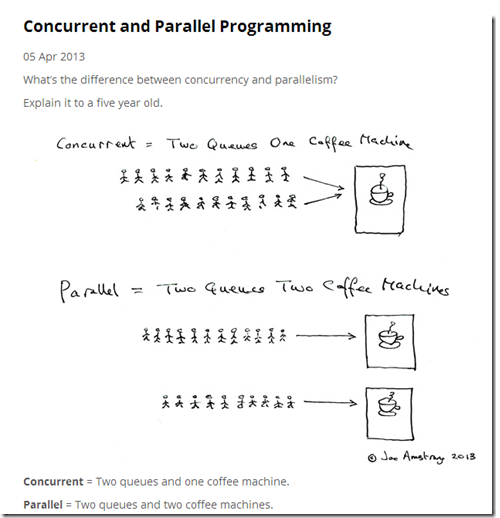 Concurrent and Parallel Programming
05 Apr 2013
What's the difference between concurrency and parallelism?
Explain it to a five year old.
Concurrent = Two Queues One Coffee Machine
Parallel = Two Queues Two Coffee Machines
© Joe Armstrong 2013
Concurrent = Two queues and one coffee machine.
Parallel = Two queues and two coffee machines.